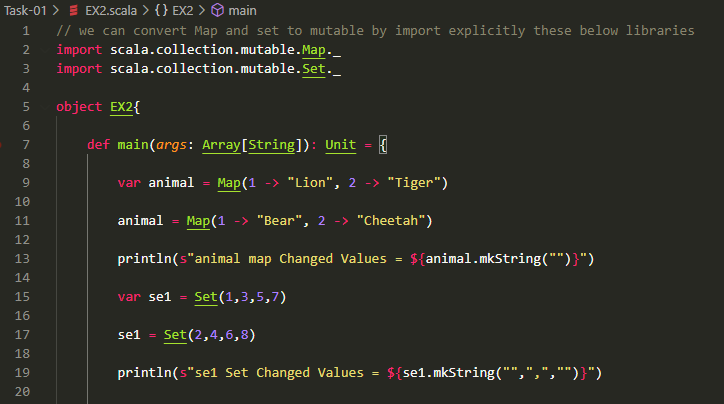 Task-01 > EX2.scala > {} EX2 > main
1 // we can convert Map and set to mutable by import explicitly these below libraries
2 import scala.collection.mutable.Map._
3 import scala.collection.mutable.Set._
4
5 object EX2{
6
7 def main(args: Array[String]): Unit = {
8
9 var animal = Map(1 -> "Lion", 2 -> "Tiger")
10
11 animal = Map(1 -> "Bear", 2 -> "Cheetah")
12
13 println(s"animal map Changed Values = ${animal.mkString("")}")
14
15 var se1 = Set(1,3,5,7)
16
17 se1 = Set(2,4,6,8)
18
19 println(s"se1 Set Changed Values = ${se1.mkString("",",","")}")
20